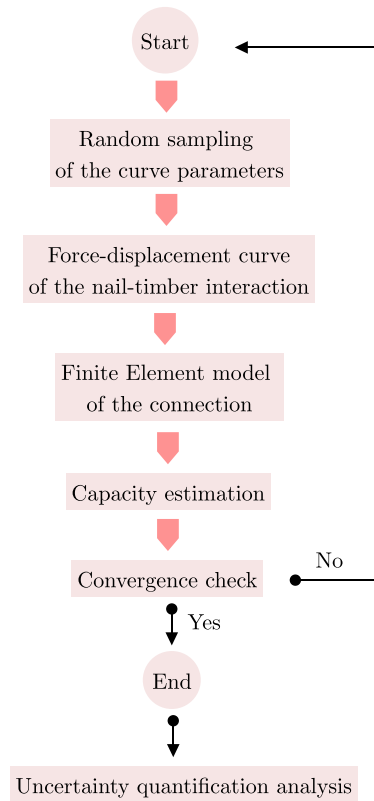 Start
Random sampling
of the curve parameters
Force-displacement curve
of the nail-timber interaction
Finite Element model
of the connection
Capacity estimation
Convergence check
No
Yes
End
Uncertainty quantification analysis